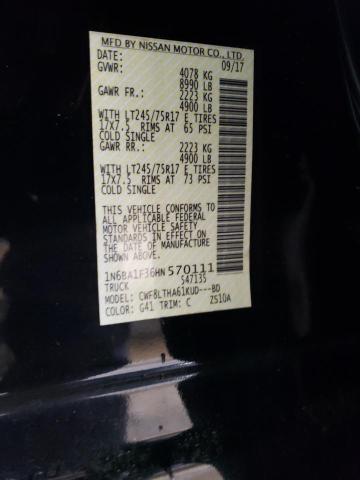 MFD BY NISSAN MOTOR CO., LTD.
DATE: 09/17
GVWR: 4078 KG
8990 LB
GAWR FR.: 2223 KG
4900 LB
WITH LT245/75R17 E TIRES
17x7.5 RIMS AT 65 PSI
COLD SINGLE
GAWR RR.: 2223 KG
4900 LB
WITH LT245/75R17 E TIRES
17x7.5 RIMS AT 73 PSI
COLD SINGLE
THIS VEHICLE CONFORMS TO
ALL APPLICABLE FEDERAL
MOTOR VEHICLE SAFETY
STANDARDS IN EFFECT ON
THE DATE OF MANUFACTURE
SHOWN ABOVE.
1N6BA1F36HN570111
TRUCK 547135
MODEL: CWF8LTHA61KUD---BD
COLOR: G41 TRIM: C ZS10A